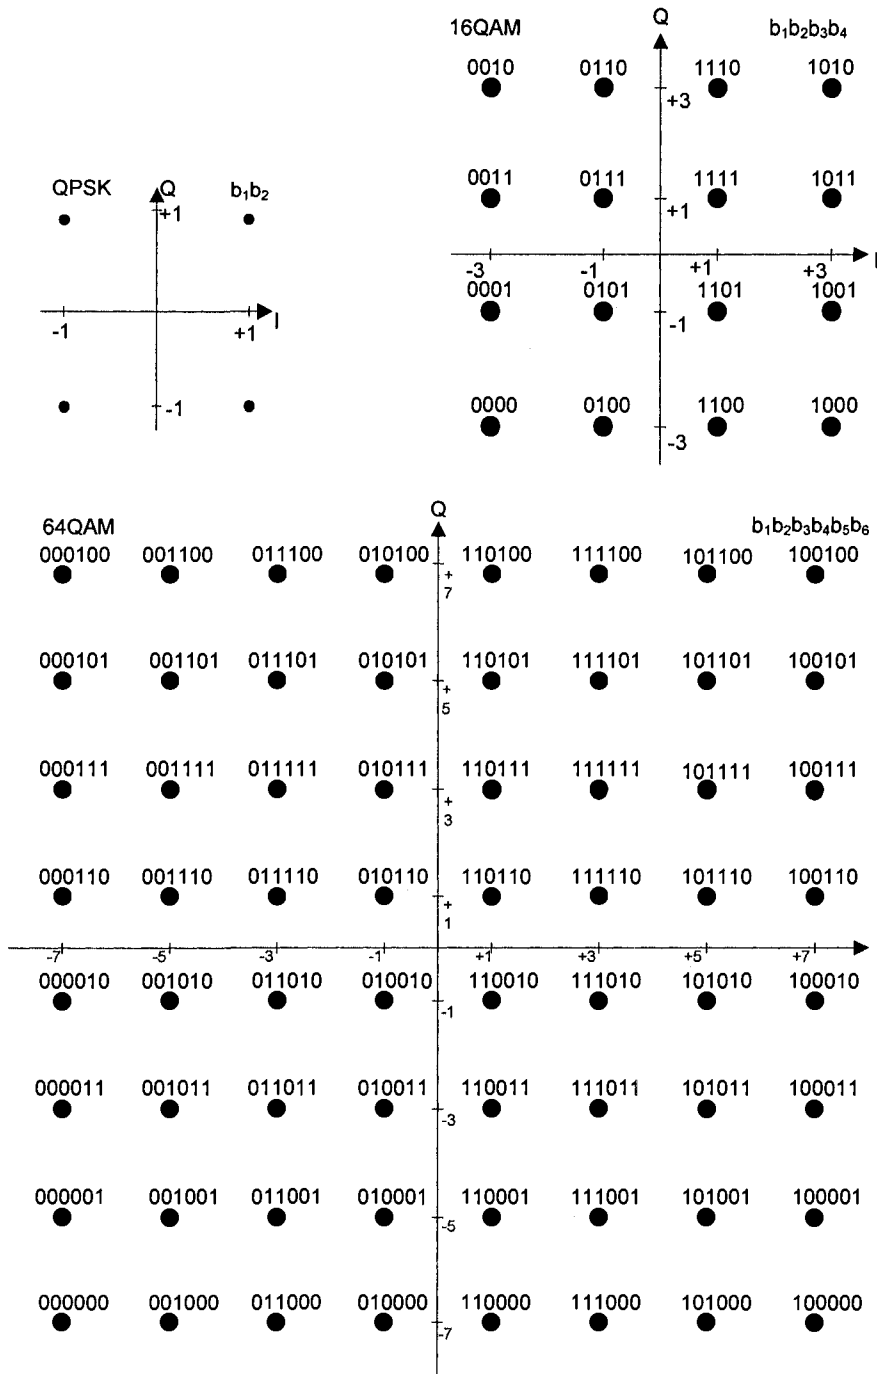 16QAM Q b₁b₂b₃b₄
0010 0110 1110 1010
+3
0011 0111 1111 1011
+1
-3 -1 +1 +3 I
0001 0101 1101 1001
-1
0000 0100 1100 1000
-3
QPSK Q b₁b₂
+1
-1 +1 I
-1
64QAM Q b₁b₂b₃b₄b₅b₆
000100 001100 011100 010100 110100 111100 101100 100100
+
7
000101 001101 011101 010101 110101 111101 101101 100101
+
5
000111 001111 011111 010111 110111 111111 101111 100111
+
3
000110 001110 011110 010110 110110 111110 101110 100110
+
1
-7 -5 -3 -1 +1 +3 +5 +7
000010 001010 011010 010010 110010 111010 101010 100010
-1
000011 001011 011011 010011 110011 111011 101011 100011
-3
000001 001001 011001 010001 110001 111001 101001 100001
-5
000000 001000 011000 010000 110000 111000 101000 100000
-7